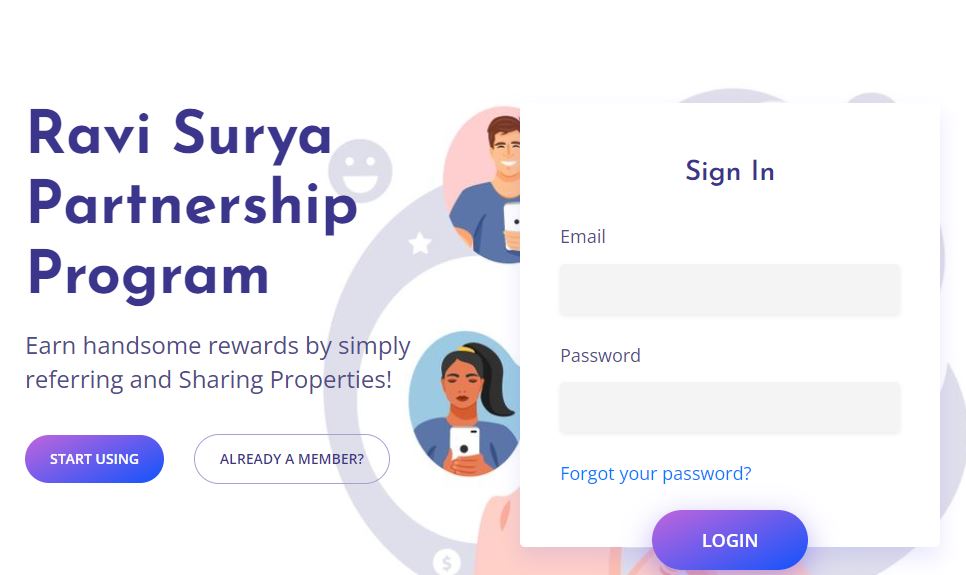 Ravi Surya
Partnership
Program
Earn handsome rewards by simply
referring and Sharing Properties!
START USING
ALREADY A MEMBER?
Sign In
Email
Password
Forgot your password?
LOGIN
$